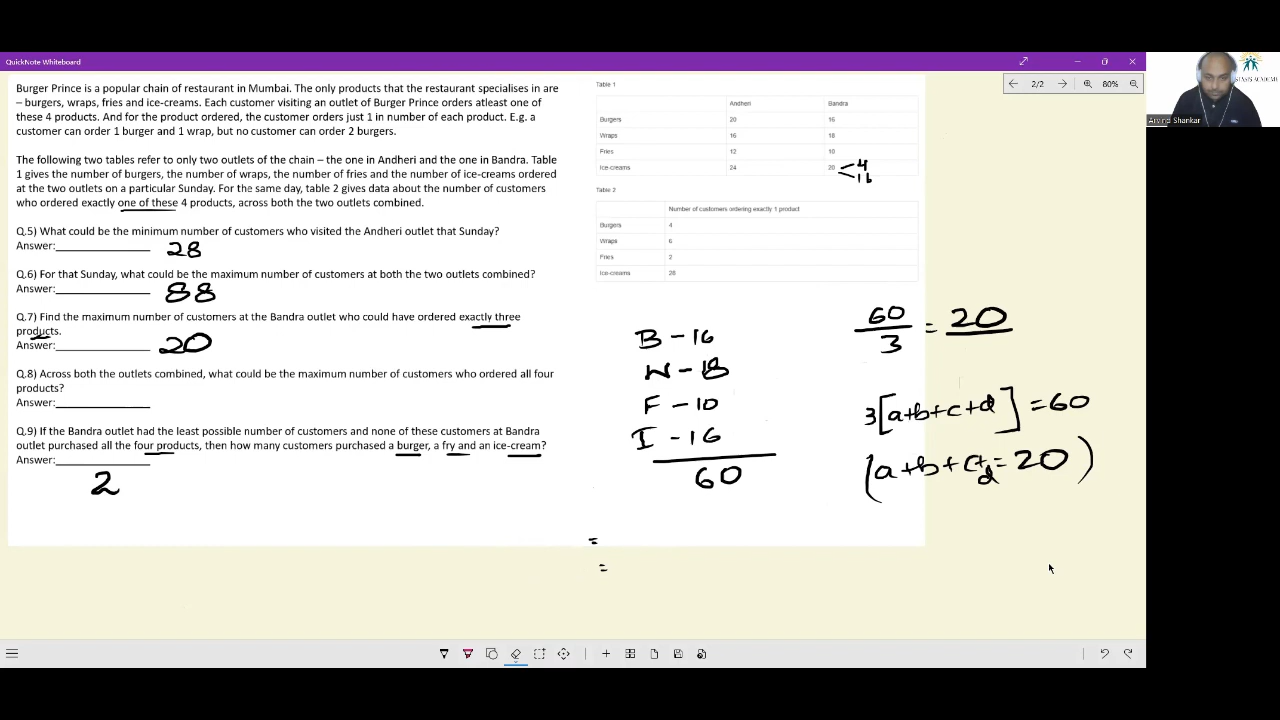 QuickNote Whiteboard
Burger Prince is a popular chain of restaurant in Mumbai. The only products that the restaurant specialises in are
– burgers, wraps, fries and ice-creams. Each customer visiting an outlet of Burger Prince orders atleast one of
these 4 products. And for the product ordered, the customer orders just 1 in number of each product. E.g. a
customer can order 1 burger and 1 wrap, but no customer can order 2 burgers.
The following two tables refer to only two outlets of the chain – the one in Andheri and the one in Bandra. Table
1 gives the number of burgers, the number of wraps, the number of fries and the number of ice-creams ordered
at the two outlets on a particular Sunday. For the same day, table 2 gives data about the number of customers
who ordered exactly one of these 4 products, across both the two outlets combined.
Q.5) What could be the minimum number of customers who visited the Andheri outlet that Sunday?
Answer:_______________ 28
Q.6) For that Sunday, what could be the maximum number of customers at both the two outlets combined?
Answer:_______________ 88
Q.7) Find the maximum number of customers at the Bandra outlet who could have ordered exactly three
products.
Answer:_______________ 20
Q.8) Across both the outlets combined, what could be the maximum number of customers who ordered all four
products?
Answer:_______________
Q.9) If the Bandra outlet had the least possible number of customers and none of these customers at Bandra
outlet purchased all the four products, then how many customers purchased a burger, a fry and an ice-cream?
Answer:_______________
2
Table 1
Andheri Bandra
Burgers 20 16
Wraps 16 18
Fries 12 10
Ice-creams 24 20 4
16
Table 2
Number of customers ordering exactly 1 product
Burgers 4
Wraps 6
Fries 2
Ice-creams 28
B - 16
W - 18
F - 10
I - 16
60
60
3
= 20
3[a+b+c+d] = 60
(a+b+c+d = 20)
=
=
2/2
80%
Arvind Shankar